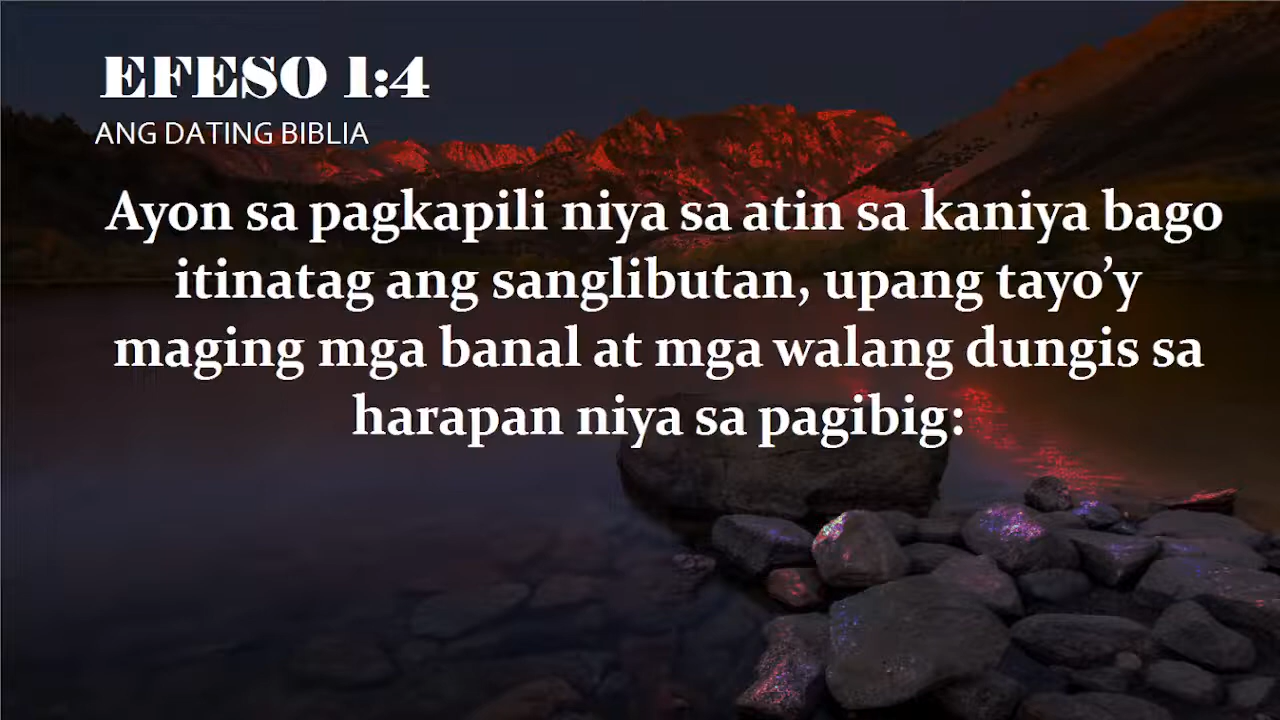 EFESO 1:4
ANG DATING BIBLIA
Ayon sa pagkapili niya sa atin sa kaniya bago
itinatag ang sanglibutan, upang tayo’y
maging mga banal at mga walang dungis sa
harapan niya sa pagibig: